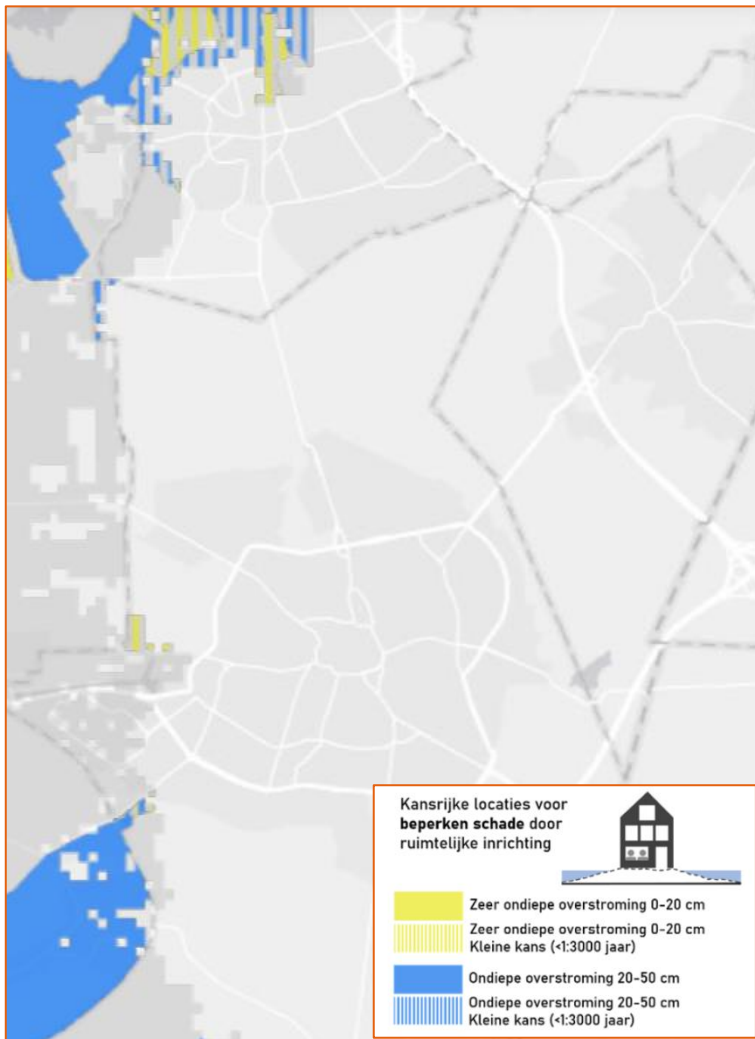 Kansrijke locaties voor
beperken schade door
ruimtelijke inrichting
Zeer ondiepe overstroming 0-20 cm
Zeer ondiepe overstroming 0-20 cm
Kleine kans (<1:3000 jaar)
Ondiepe overstroming 20-50 cm
Ondiepe overstroming 20-50 cm
Kleine kans (<1:3000 jaar)